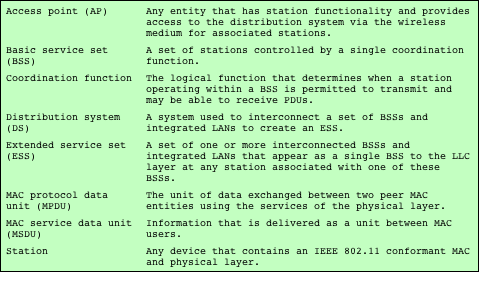 Access point (AP) Any entity that has station functionality and provides
access to the distribution system via the wireless
medium for associated stations.
Basic service set A set of stations controlled by a single coordination
(BSS) function.
Coordination function The logical function that determines when a station
operating within a BSS is permitted to transmit and
may be able to receive PDUs.
Distribution system A system used to interconnect a set of BSSs and
(DS) integrated LANs to create an ESS.
Extended service set A set of one or more interconnected BSSs and
(ESS) integrated LANs that appear as a single BSS to the LLC
layer at any station associated with one of these
BSSs.
MAC protocol data The unit of data exchanged between two peer MAC
unit (MPDU) entities using the services of the physical layer.
MAC service data unit Information that is delivered as a unit between MAC
(MSDU) users.
Station Any device that contains an IEEE 802.11 conformant MAC
and physical layer.